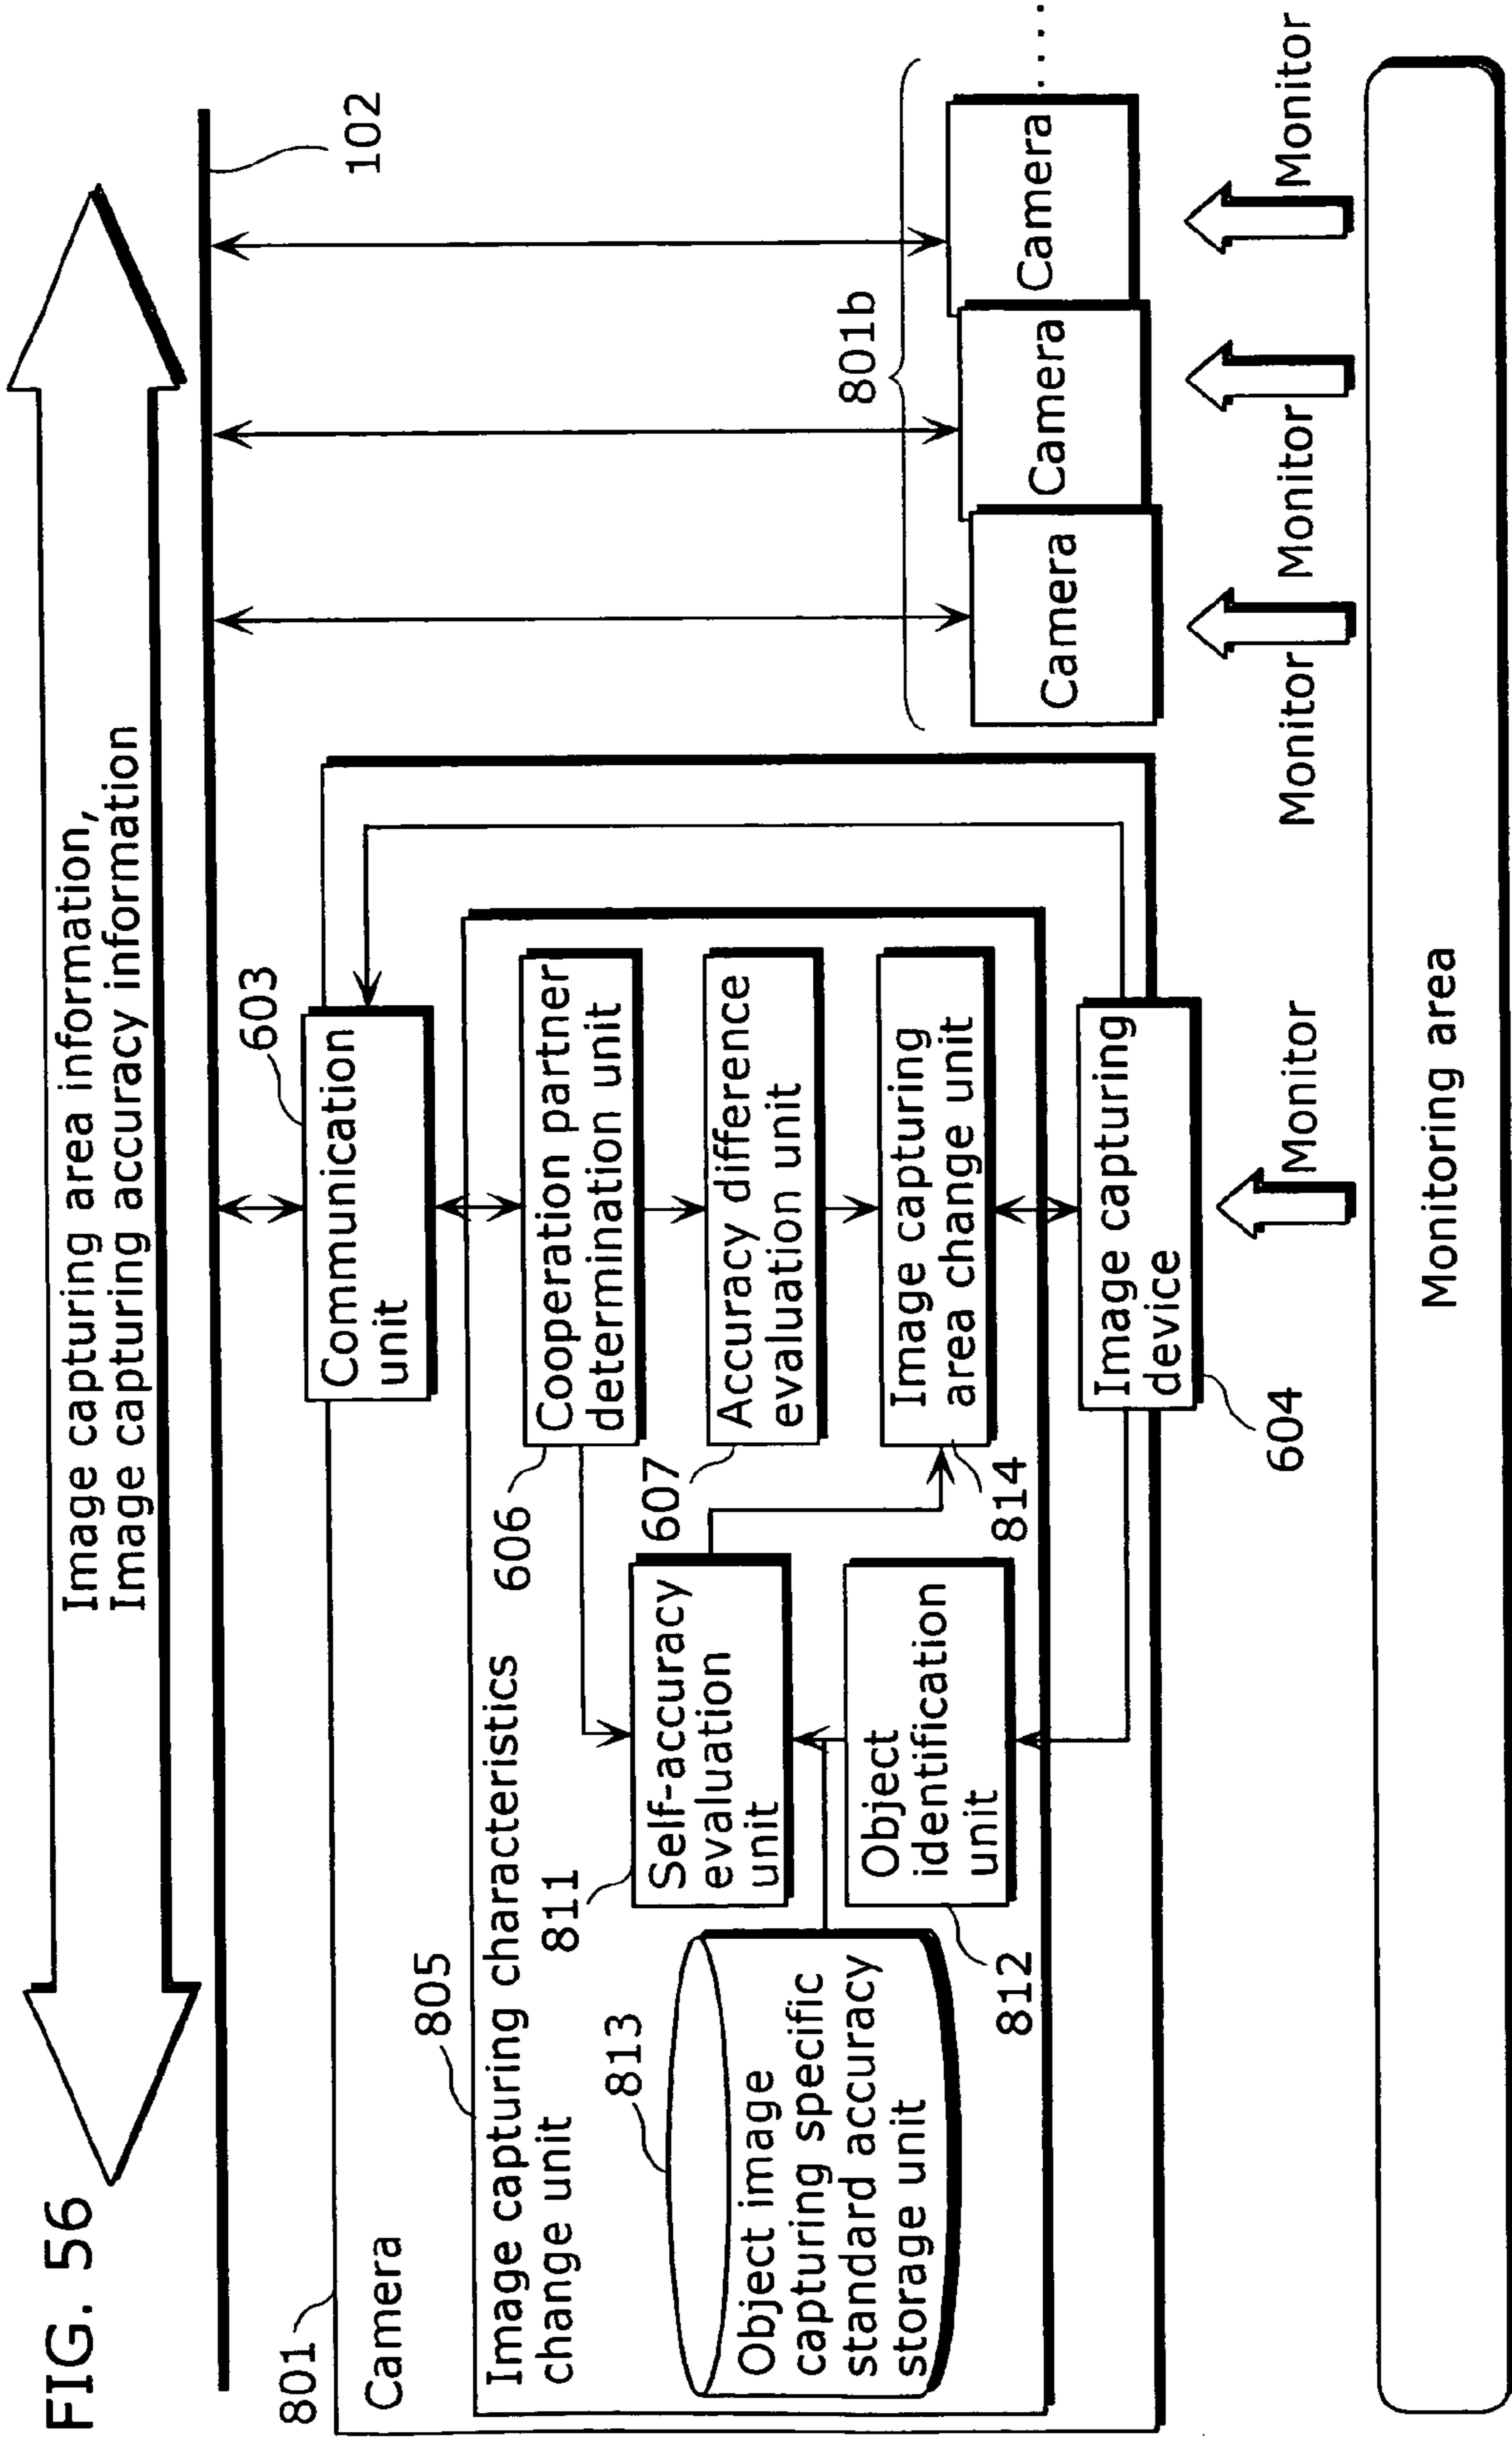 FIG. 56
Image capturing area information,
Image capturing accuracy information
102
801
Camera
603
Communication
unit
805
Image capturing characteristics
change unit
606
Cooperation partner
determination unit
607
Accuracy difference
evaluation unit
811
Self-accuracy
evaluation
unit
813
Object image
capturing specific
standard accuracy
storage unit
812
Object
identification
unit
814
Image capturing
area change unit
Image capturing
device
604
801b
Camera
Camera
Camera
....
Monitor
Monitor
Monitor
Monitor
Monitoring area